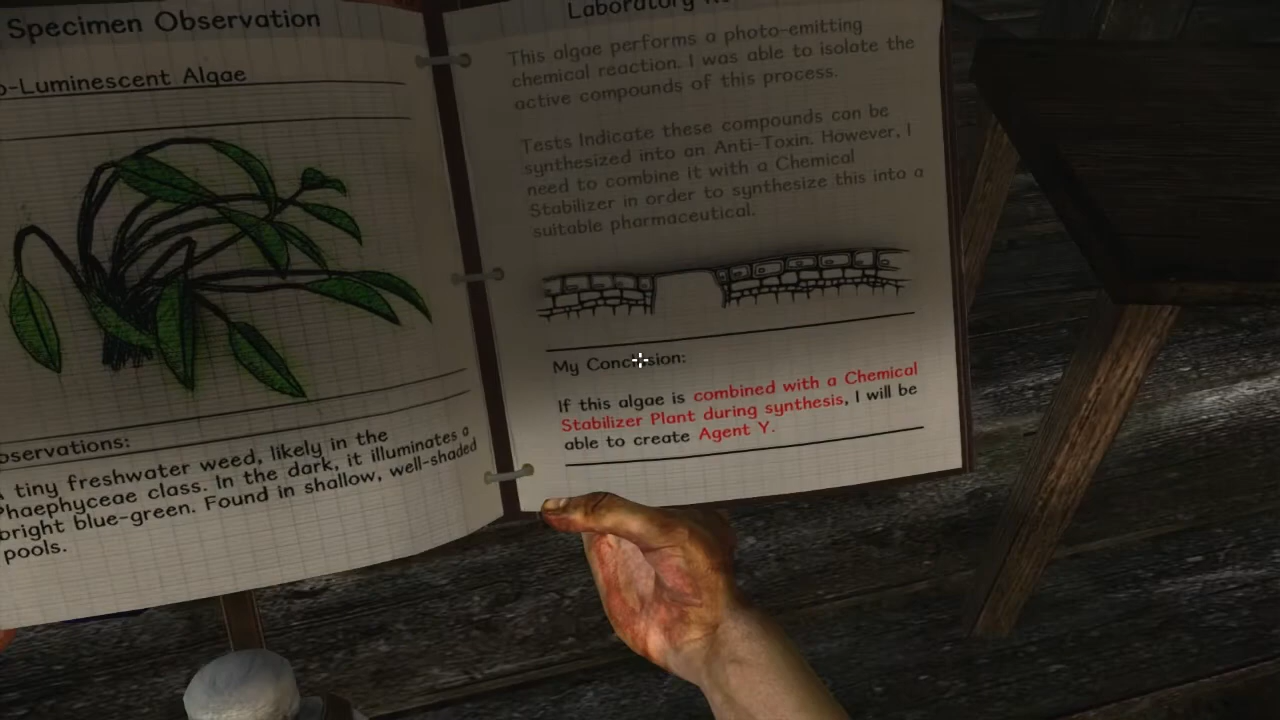 Specimen Observation
o-Luminescent Algae
bservations:
tiny freshwater weed, likely in the
Phaephyceae class. In the dark, it illuminates a
bright blue-green. Found in shallow, well-shaded
pools.
Laboratory
This algae performs a photo-emitting
chemical reaction. I was able to isolate the
active compounds of this process.
Tests Indicate these compounds can be
synthesized into an Anti-Toxin. However, I
need to combine it with a Chemical
Stabilizer in order to synthesize this into a
suitable pharmaceutical.
My Conclusion:
If this algae is combined with a Chemical
Stabilizer Plant during synthesis, I will be
able to create Agent Y.